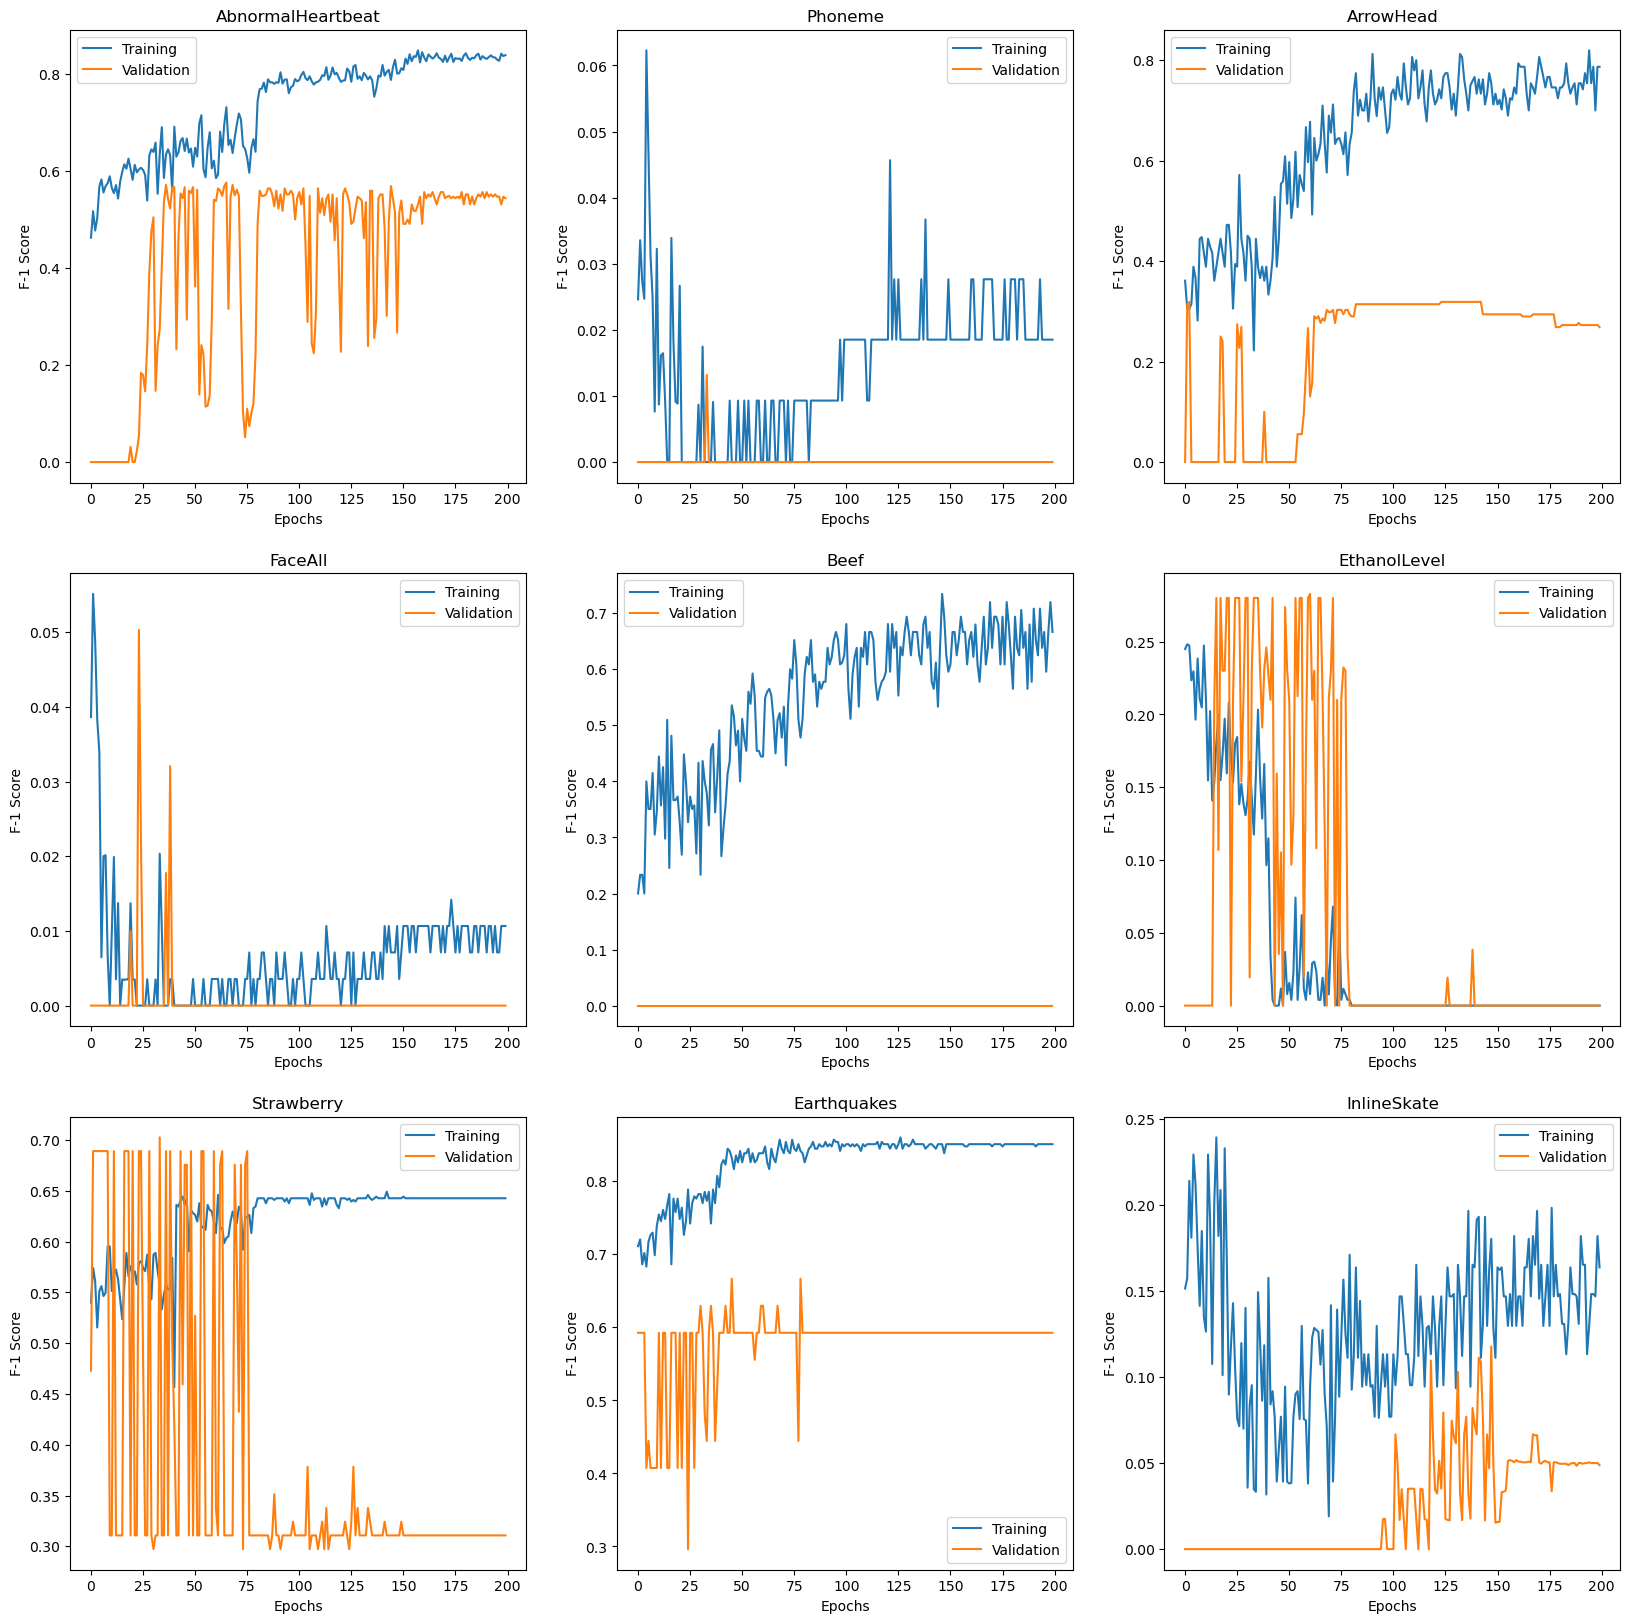 AbnormalHeartbeat
Training
Validation
F-1 Score
0.8
0.6
0.4
0.2
0.0
0 25 50 75 100 125 150 175 200
Epochs
Phoneme
Training
Validation
F-1 Score
0.06
0.05
0.04
0.03
0.02
0.01
0.00
0 25 50 75 100 125 150 175 200
Epochs
ArrowHead
Training
Validation
F-1 Score
0.8
0.6
0.4
0.2
0.0
0 25 50 75 100 125 150 175 200
Epochs
FaceAll
Training
Validation
F-1 Score
0.05
0.04
0.03
0.02
0.01
0.00
0 25 50 75 100 125 150 175 200
Epochs
Beef
Training
Validation
F-1 Score
0.7
0.6
0.5
0.4
0.3
0.2
0.1
0.0
0 25 50 75 100 125 150 175 200
Epochs
EthanolLevel
Training
Validation
F-1 Score
0.25
0.20
0.15
0.10
0.05
0.00
0 25 50 75 100 125 150 175 200
Epochs
Strawberry
Training
Validation
F-1 Score
0.70
0.65
0.60
0.55
0.50
0.45
0.40
0.35
0.30
0 25 50 75 100 125 150 175 200
Epochs
Earthquakes
Training
Validation
F-1 Score
0.8
0.7
0.6
0.5
0.4
0.3
0 25 50 75 100 125 150 175 200
Epochs
InlineSkate
Training
Validation
F-1 Score
0.25
0.20
0.15
0.10
0.05
0.00
0 25 50 75 100 125 150 175 200
Epochs